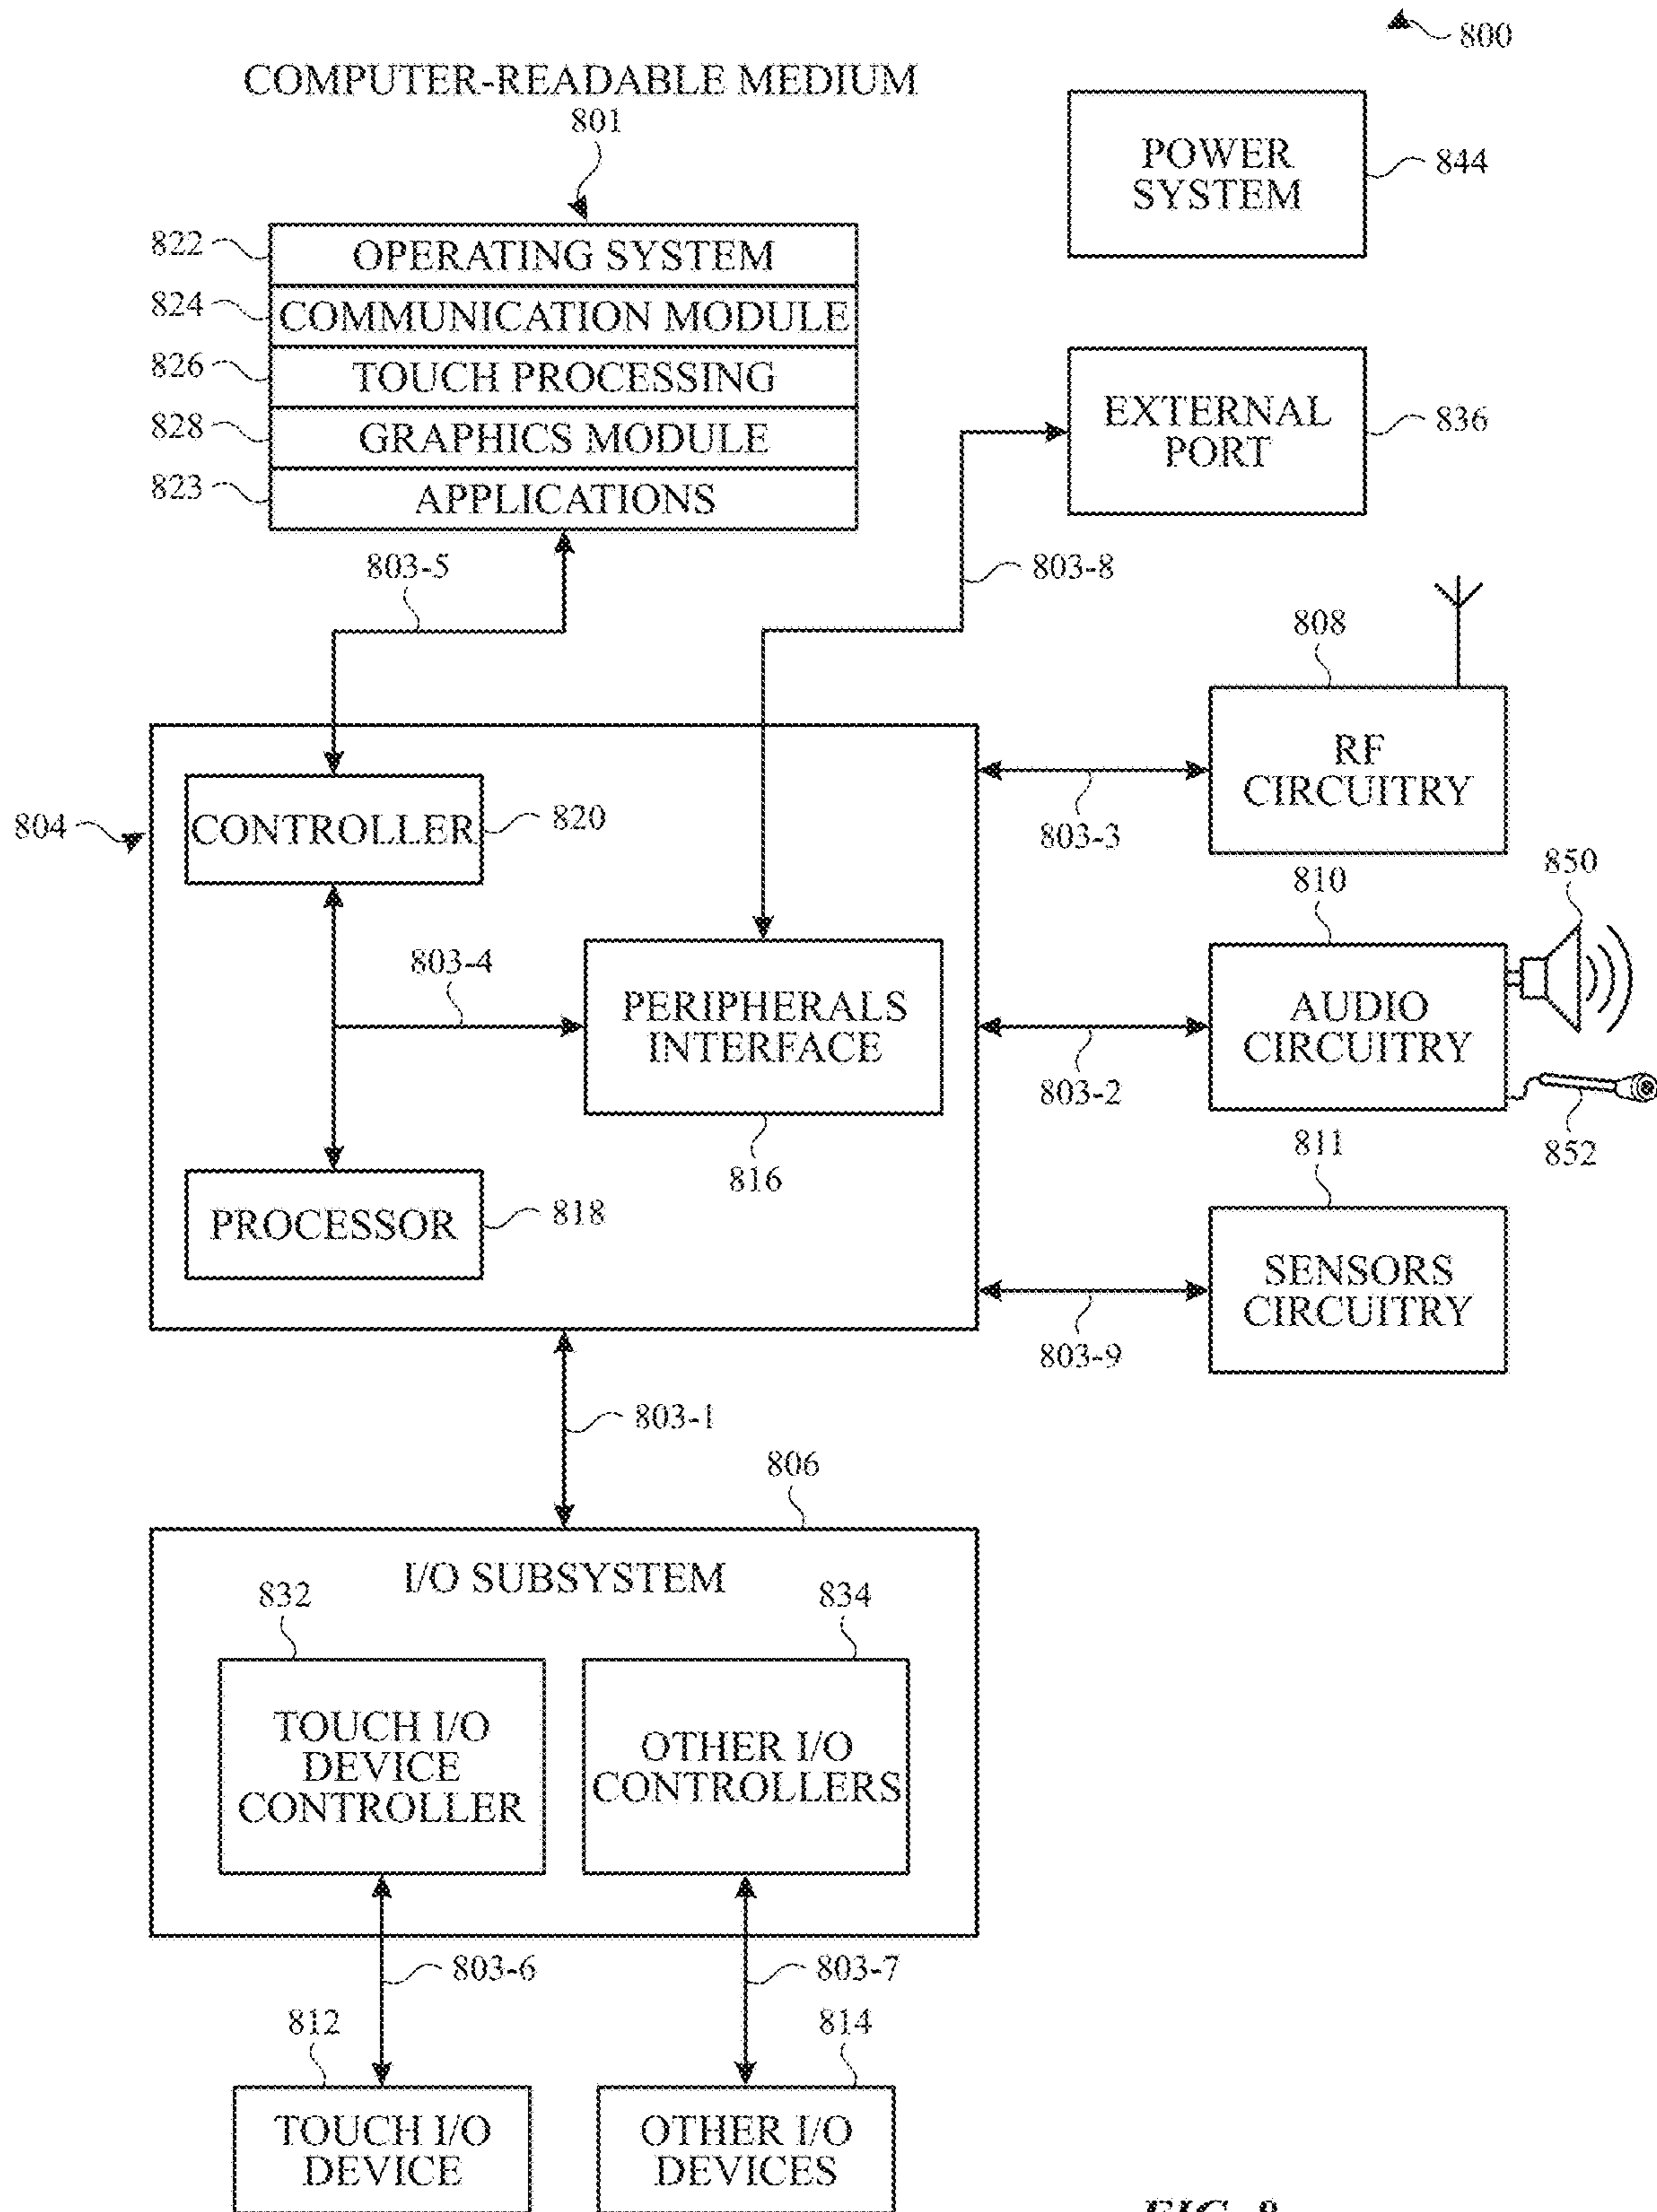 800
COMPUTER-READABLE MEDIUM
801
POWER
SYSTEM
844
822
OPERATING SYSTEM
824
COMMUNICATION MODULE
826
TOUCH PROCESSING
828
GRAPHICS MODULE
823
APPLICATIONS
EXTERNAL
PORT
836
803-5
803-8
808
RF
CIRCUITRY
804
CONTROLLER
820
803-3
810
850
803-4
PERIPHERALS
INTERFACE
AUDIO
CIRCUITRY
803-2
852
816
811
PROCESSOR
818
SENSORS
CIRCUITRY
803-9
803-1
806
I/O SUBSYSTEM
832
834
TOUCH I/O
DEVICE
CONTROLLER
OTHER I/O
CONTROLLERS
803-6
803-7
812
814
TOUCH I/O
DEVICE
OTHER I/O
DEVICES